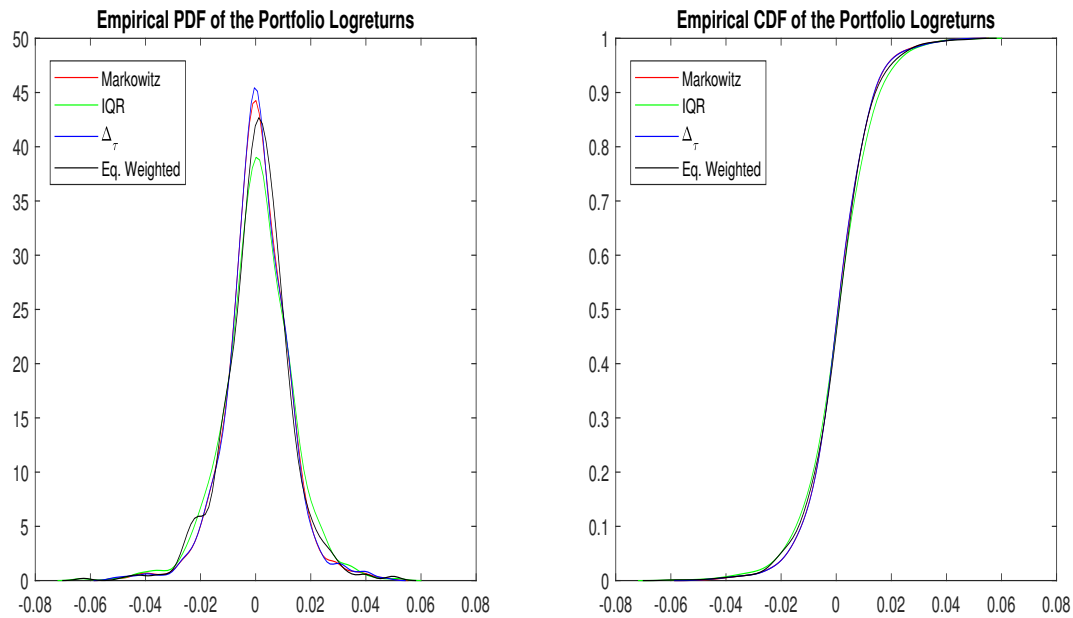 Empirical PDF of the Portfolio Logreturns
50
45
40
35
30
25
20
15
10
5
0
-0.08 -0.06 -0.04 -0.02 0 0.02 0.04 0.06 0.08
Markowitz
IQR
Δτ
Eq. Weighted
Empirical CDF of the Portfolio Logreturns
1
0.9
0.8
0.7
0.6
0.5
0.4
0.3
0.2
0.1
0
-0.08 -0.06 -0.04 -0.02 0 0.02 0.04 0.06 0.08
Markowitz
IQR
Δτ
Eq. Weighted